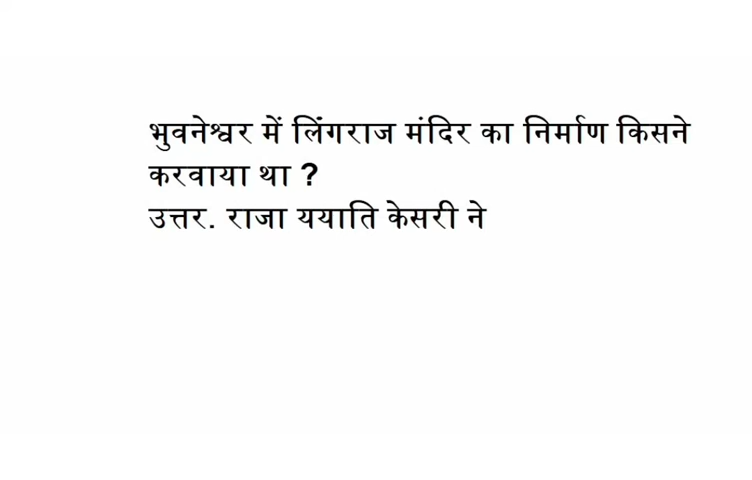 भुवनेश्वर में लिंगराज मंदिर का निर्माण किसने
करवाया था ?
उत्तर. राजा ययाति केसरी ने